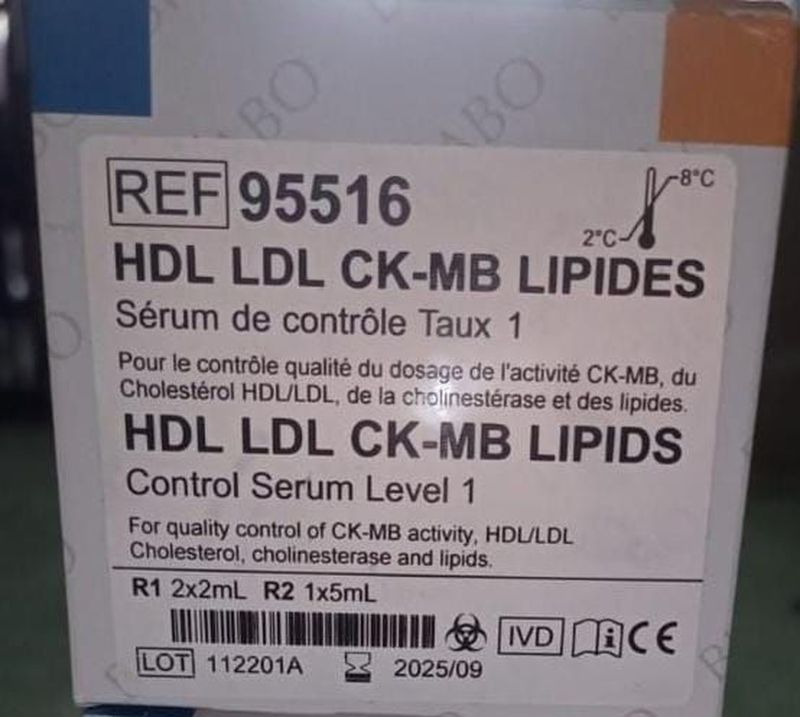 REF 95516
8°C
2°C
HDL LDL CK-MB LIPIDES
Sérum de contrôle Taux 1
Pour le contrôle qualité du dosage de l'activité CK-MB, du
Cholestérol HDL/LDL, de la cholinestérase et des lipides.
HDL LDL CK-MB LIPIDS
Control Serum Level 1
For quality control of CK-MB activity, HDL/LDL
Cholesterol, cholinesterase and lipids.
R1 2x2mL R2 1x5mL
IVD i CE
LOT 112201A 2025/09